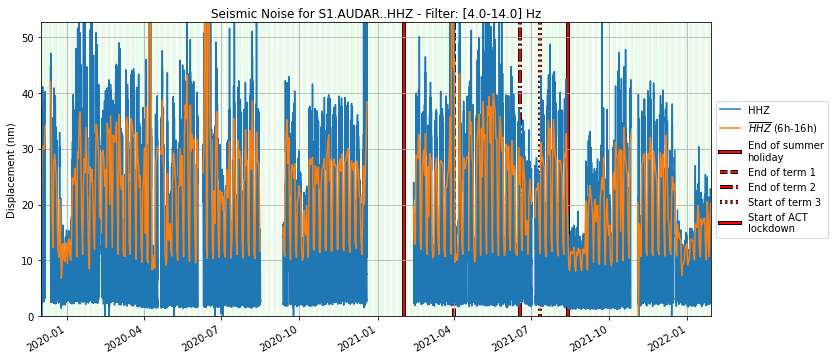 Seismic Noise for S1.AUDAR..HHZ - Filter: [4.0-14.0] Hz
Displacement (nm)
50
40
30
20
10
0
2020-01
2020-04
2020-07
2020-10
2021-01
2021-04
2021-07
2021-10
2022-01
HHZ
HHZ (6h-16h)
End of summer
holiday
End of term 1
End of term 2
Start of term 3
Start of ACT
lockdown